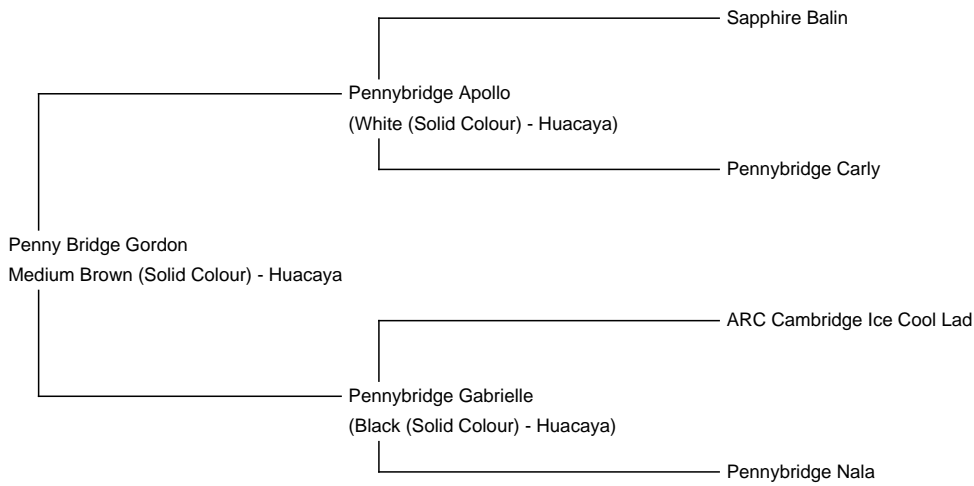 Sapphire Balin
Pennybridge Apollo
(White (Solid Colour) - Huacaya)
Pennybridge Carly
Penny Bridge Gordon
Medium Brown (Solid Colour) - Huacaya
ARC Cambridge Ice Cool Lad
Pennybridge Gabrielle
(Black (Solid Colour) - Huacaya)
Pennybridge Nala